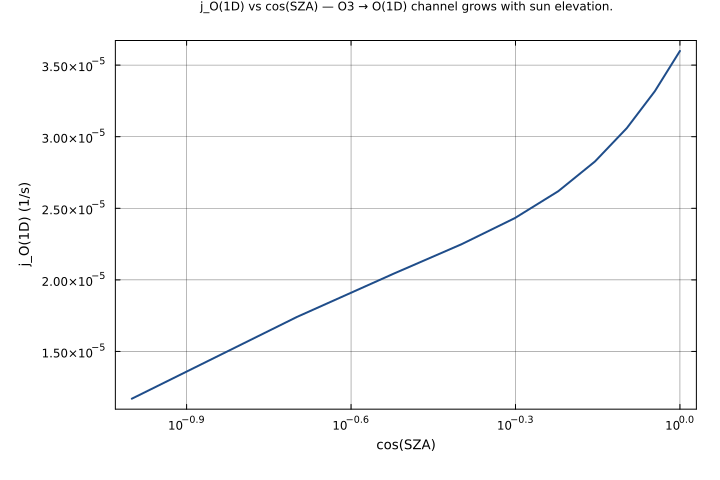 j_O(1D) vs cos(SZA) — O3 → O(1D) channel grows with sun elevation.
j_O(1D) (1/s)
3.50×10⁻⁵
3.00×10⁻⁵
2.50×10⁻⁵
2.00×10⁻⁵
1.50×10⁻⁵
10⁻⁰·⁹ 10⁻⁰·⁶ 10⁻⁰·³ 10⁰·⁰
cos(SZA)